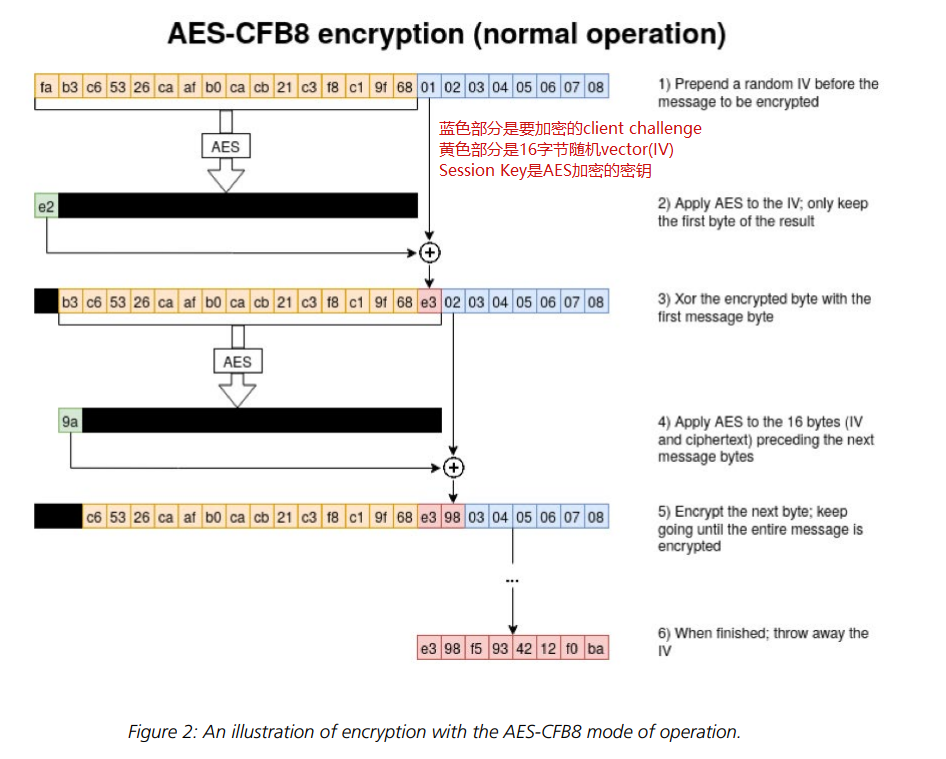 AES-CFB8 encryption (normal operation)
fa b3 c6 53 26 ca af b0 ca cb 21 c3 f8 c1 9f 68 01 02 03 04 05 06 07 08
1) Prepend a random IV before the
message to be encrypted
蓝色部分是要加密的client challenge
黄色部分是16字节随机vector(IV)
Session Key是AES加密的密钥
AES
e2
2) Apply AES to the IV; only keep
the first byte of the result
b3 c6 53 26 ca af b0 ca cb 21 c3 f8 c1 9f 68 e3 02 03 04 05 06 07 08
3) Xor the encrypted byte with the
first message byte
AES
9a
4) Apply AES to the 16 bytes (IV
and ciphertext) preceding the next
message bytes
c6 53 26 ca af b0 ca cb 21 c3 f8 c1 9f 68 e3 98 03 04 05 06 07 08
5) Encrypt the next byte; keep
going until the entire message is
encrypted
...
e3 98 f5 93 42 12 f0 ba
6) When finished; throw away the
IV
Figure 2: An illustration of encryption with the AES-CFB8 mode of operation.